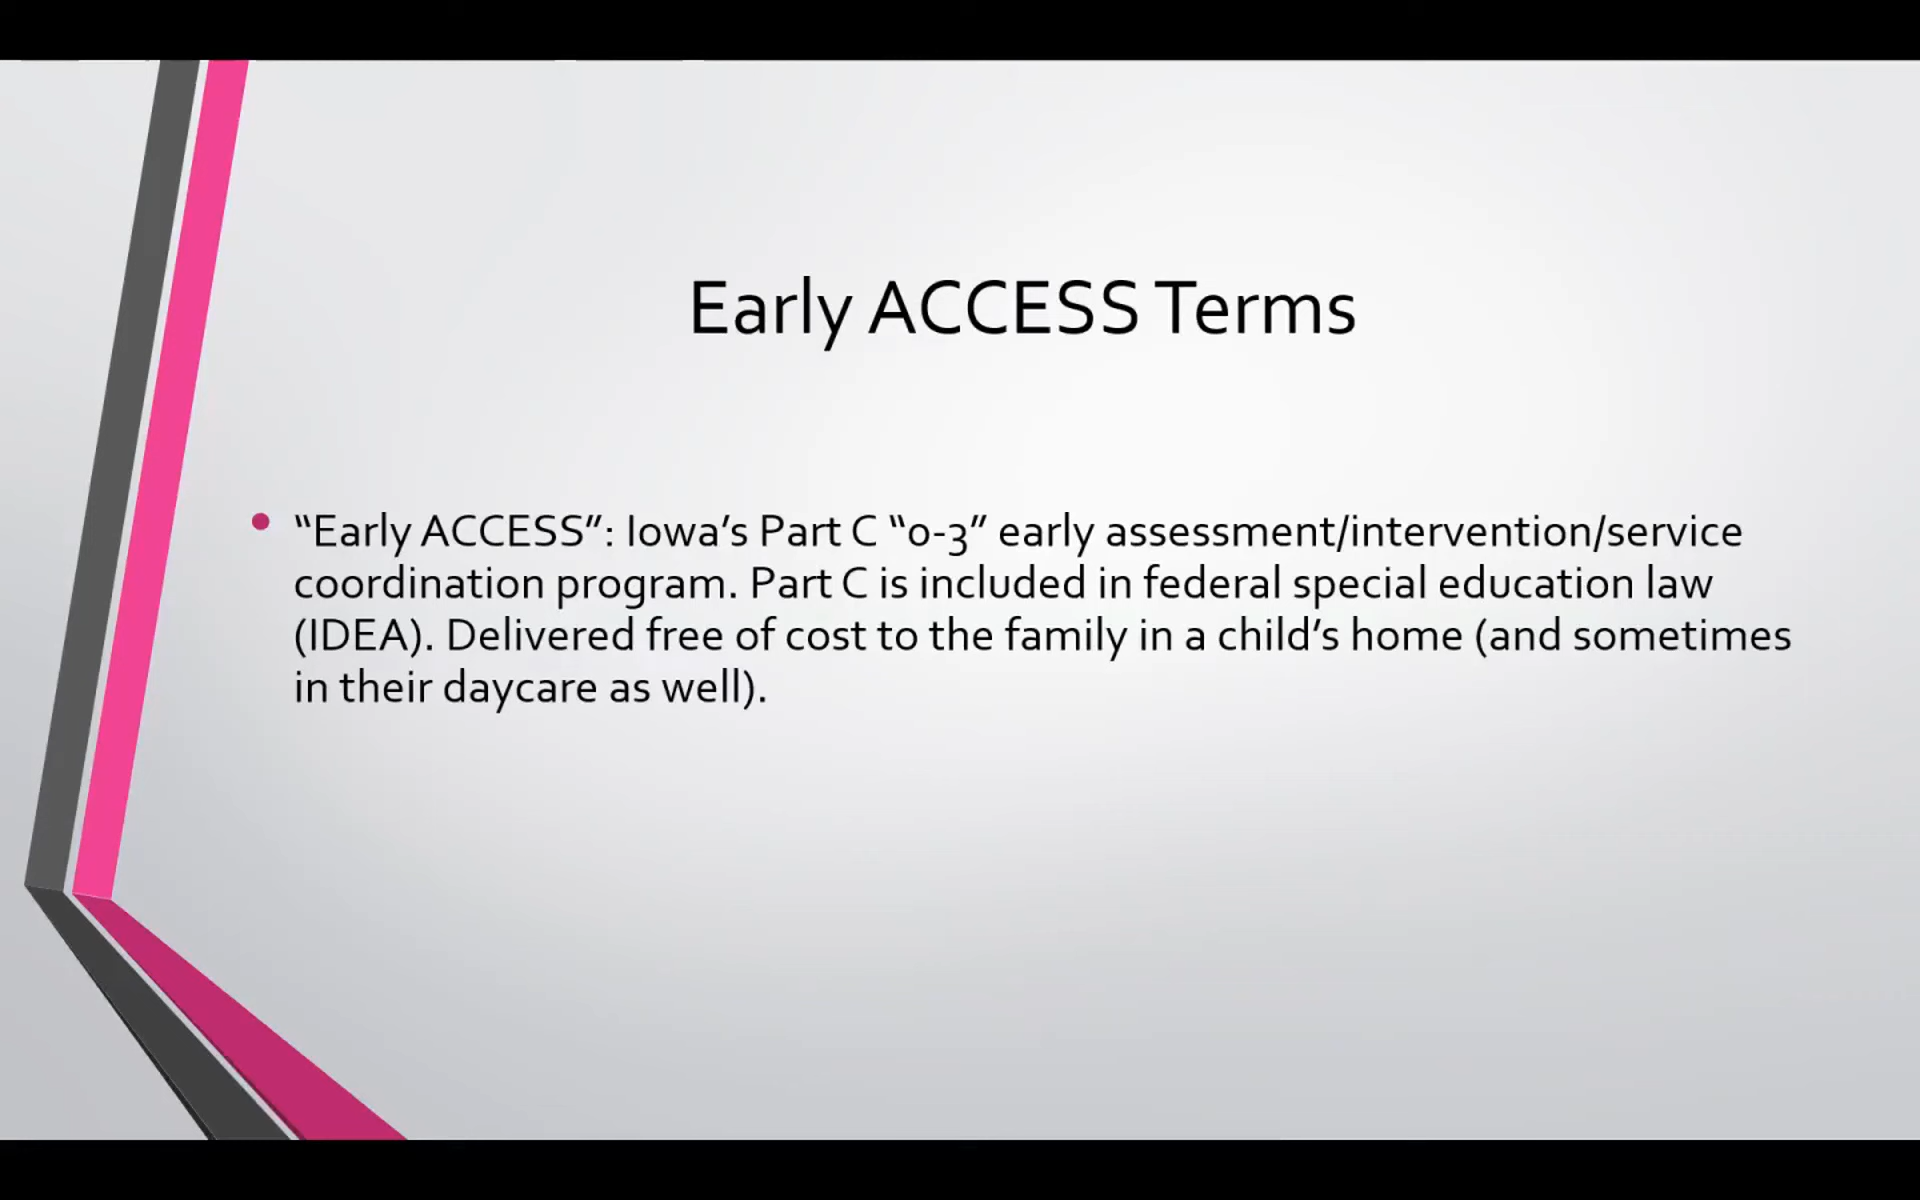 Early ACCESS Terms
• “Early ACCESS”: Iowa’s Part C “0-3” early assessment/intervention/service
coordination program. Part C is included in federal special education law
(IDEA). Delivered free of cost to the family in a child’s home (and sometimes
in their daycare as well).